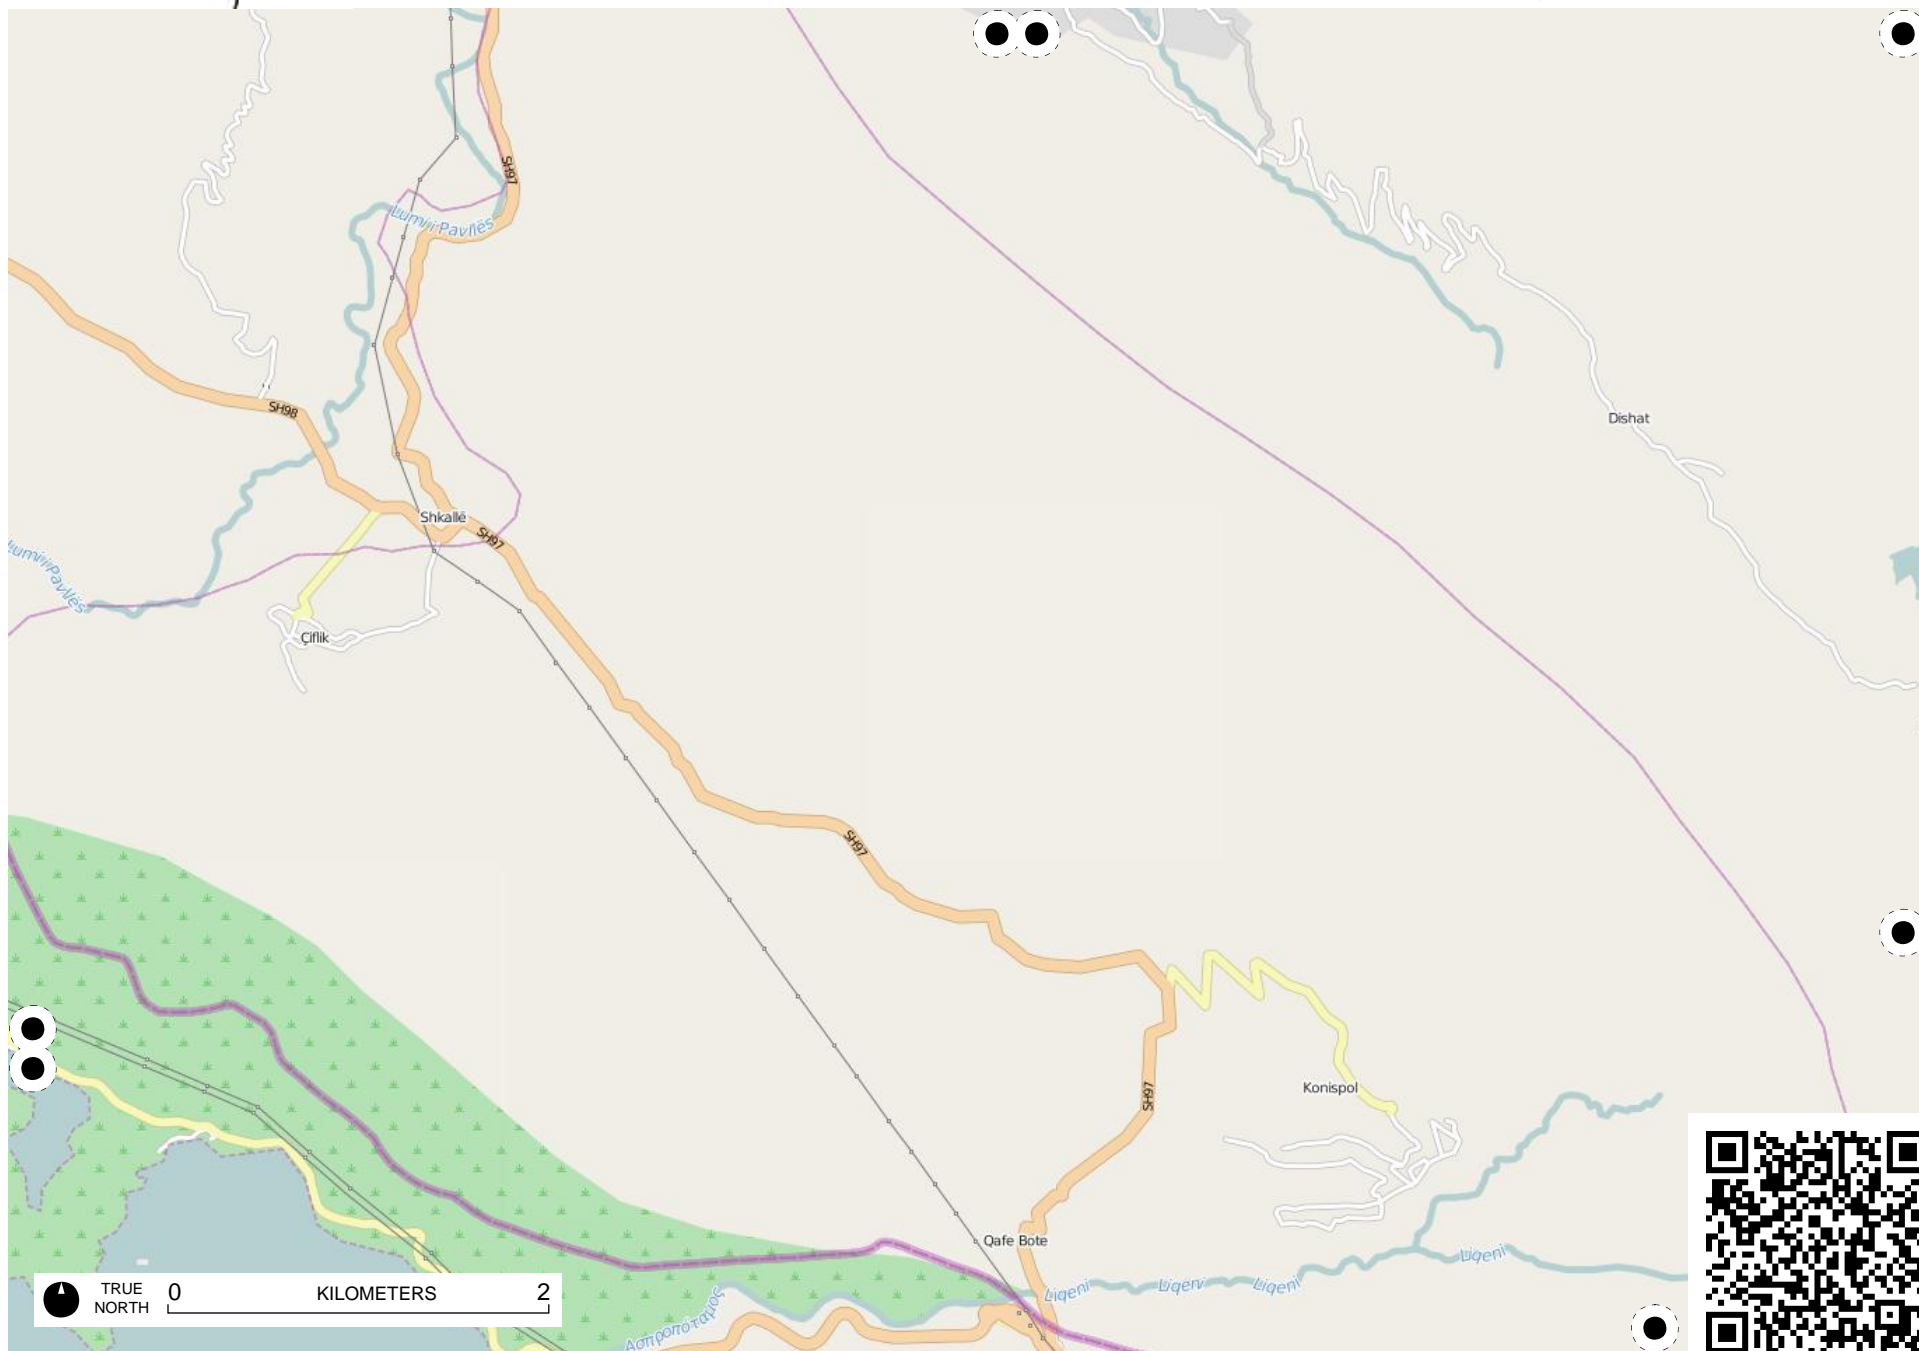 SH97
Lumi i Pavllës
SH98
Dishat
Shkallë
SH97
Lumi i Pavllës
Çiflik
SH97
Konispol
SH97
Qafe Bote
Liqeni
Liqeni
Liqeni
Liqeni
Ασπροπόταμος
TRUE
NORTH
0 KILOMETERS 2